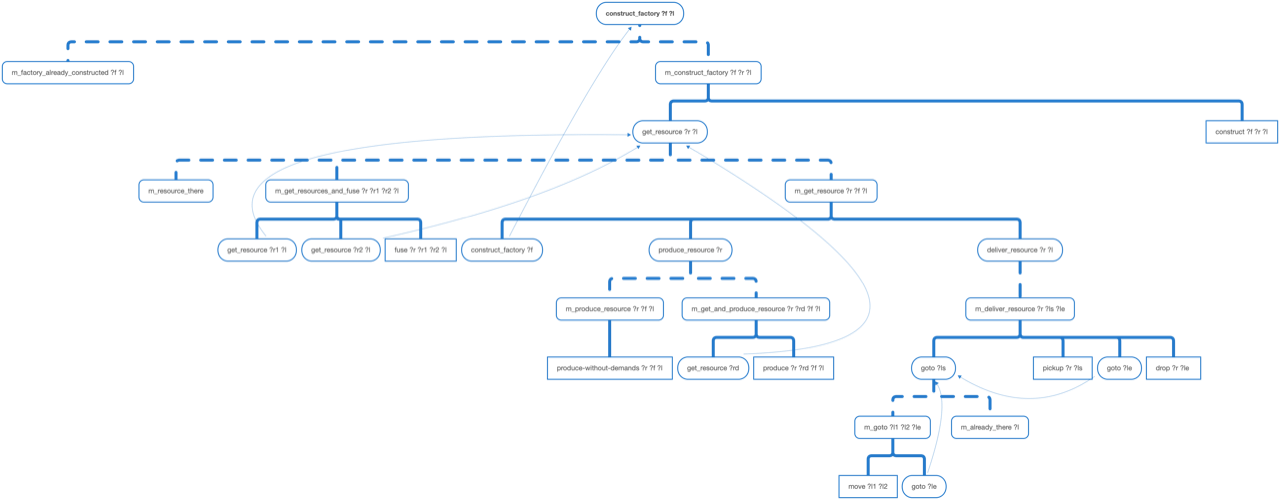 construct_factory ?f ?l
m_factory_already_constructed ?f ?l
m_construct_factory ?f ?r ?l
get_resource ?r ?l
construct ?f ?r ?l
m_resource_there
m_get_resources_and_fuse ?r ?r1 ?r2 ?l
m_get_resource ?r ?f ?l
get_resource ?r1 ?l
get_resource ?r2 ?l
fuse ?r ?r1 ?r2 ?l
construct_factory ?f
produce_resource ?r
deliver_resource ?r ?l
m_produce_resource ?r ?f ?l
m_get_and_produce_resource ?r ?rd ?f ?l
m_deliver_resource ?r ?ls ?le
produce-without-demands ?r ?f ?l
get_resource ?rd
produce ?r ?rd ?f ?l
goto ?ls
pickup ?r ?ls
goto ?le
drop ?r ?le
m_goto ?l1 ?l2 ?le
m_already_there ?l
move ?l1 ?l2
goto ?le